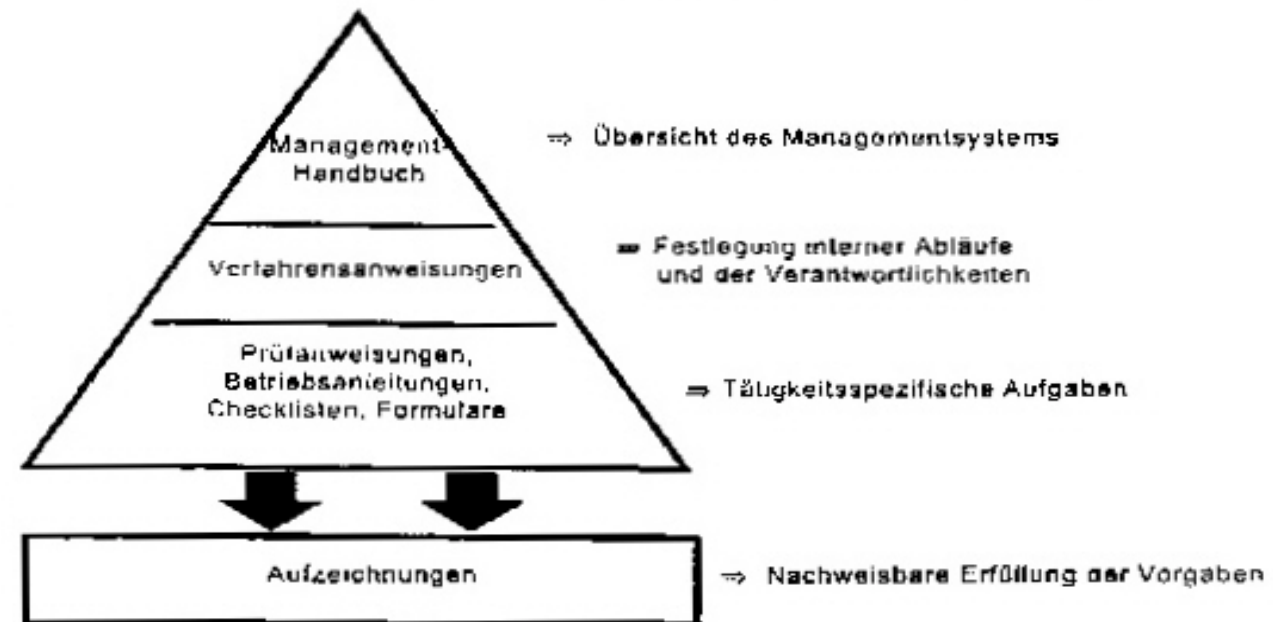 Management-
Handbuch
⇒ Übersicht des Managementsystems
Verfahrensanweisungen
⇒ Festlegung interner Abläufe
und der Verantwortlichkeiten
Prüfanweisungen,
Betriebsanleitungen,
Checklisten, Formulare
⇒ Tätigkeitsspezifische Aufgaben
Aufzeichnungen
⇒ Nachweisbare Erfüllung der Vorgaben